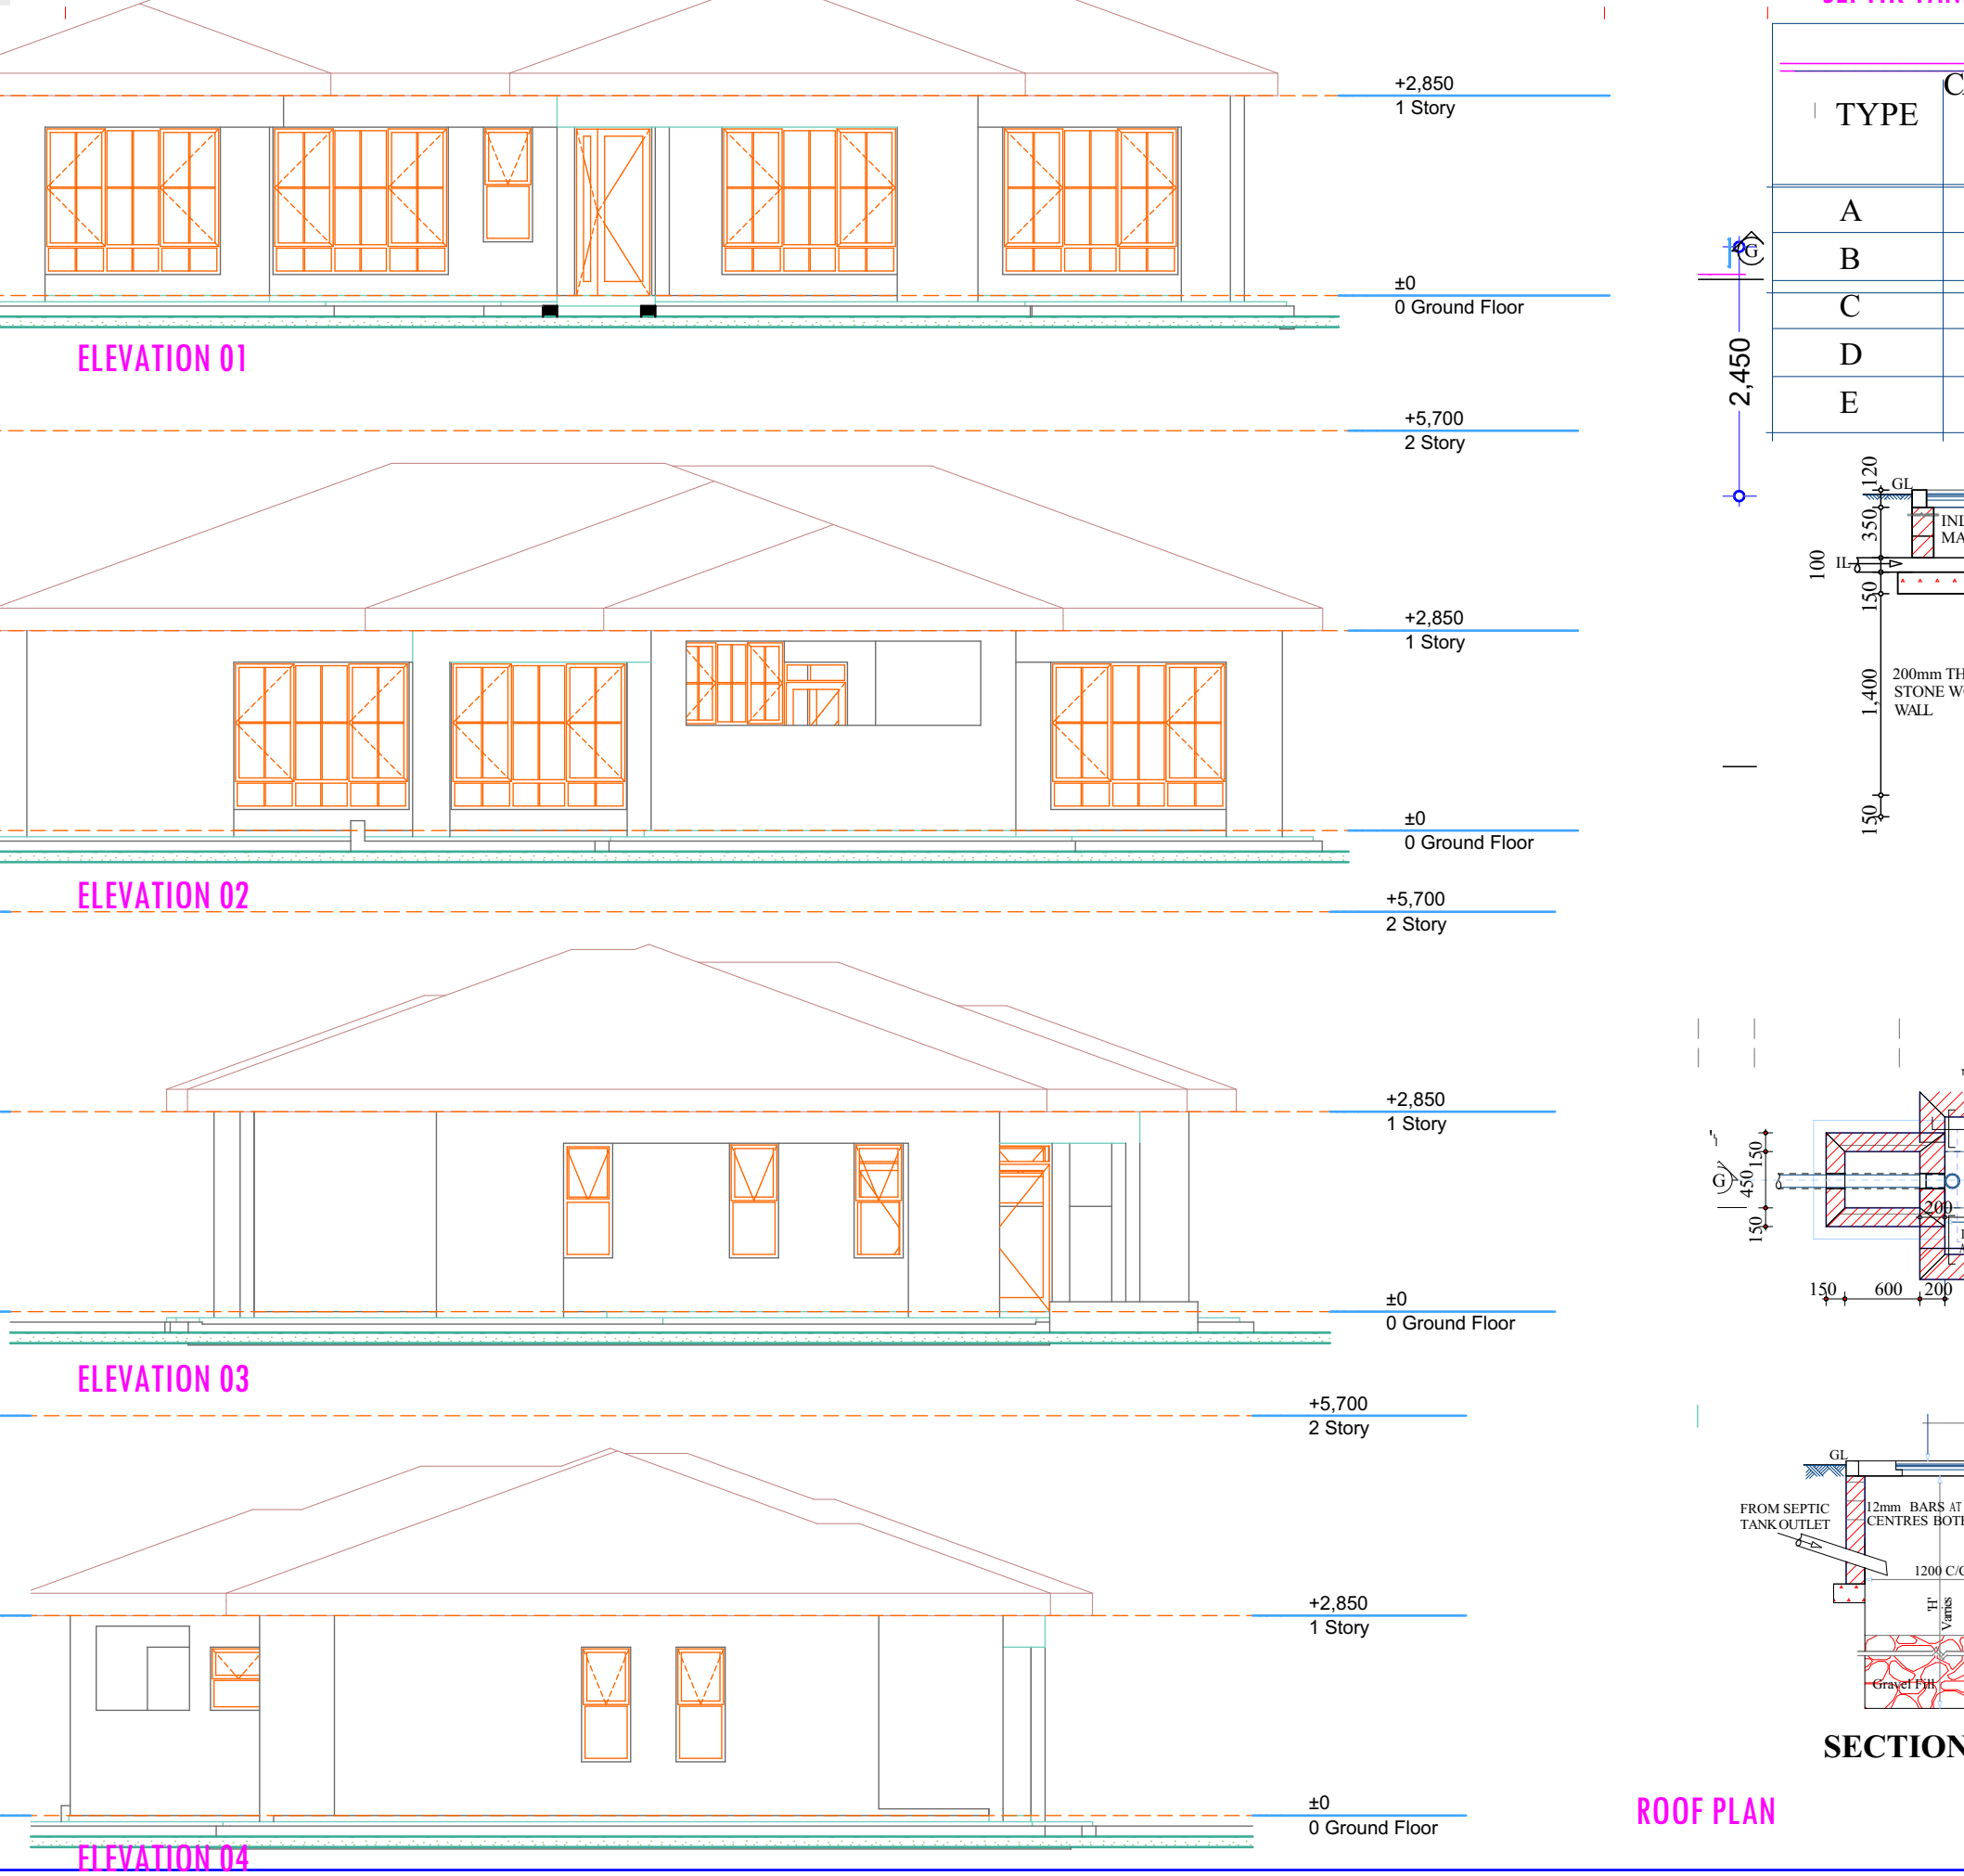 +2,850
1 Story
±0
0 Ground Floor
ELEVATION 01
+5,700
2 Story
+2,850
1 Story
±0
0 Ground Floor
ELEVATION 02
+5,700
2 Story
+2,850
1 Story
±0
0 Ground Floor
ELEVATION 03
+5,700
2 Story
+2,850
1 Story
±0
0 Ground Floor
ELEVATION 04
TYPE
A
B
C
D
E
G
2,450
120
GL
350
100
IL
150
1,400
200mm
STONE
WALL
150
G
150
450
150
200
150 600 200
GL
FROM SEPTIC
TANK OUTLET
12mm BARS AT
CENTRES
1200
'H'
Varies
Gravel Fill
SECTION
ROOF PLAN